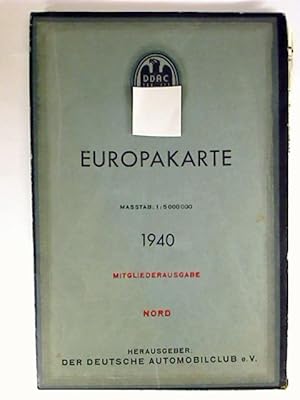 DDAC
EUROPAKARTE
MASSTAB: 1:5000000
1940
MITGLIEDERAUSGABE
NORD
HERAUSGEBER:
DER DEUTSCHE AUTOMOBILCLUB e.V.